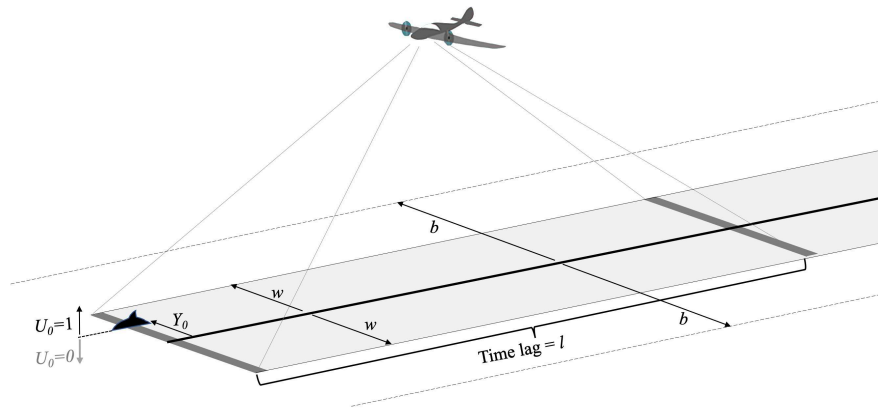 b
w
U₀=1
Y₀
w
b
U₀=0
Time lag = l